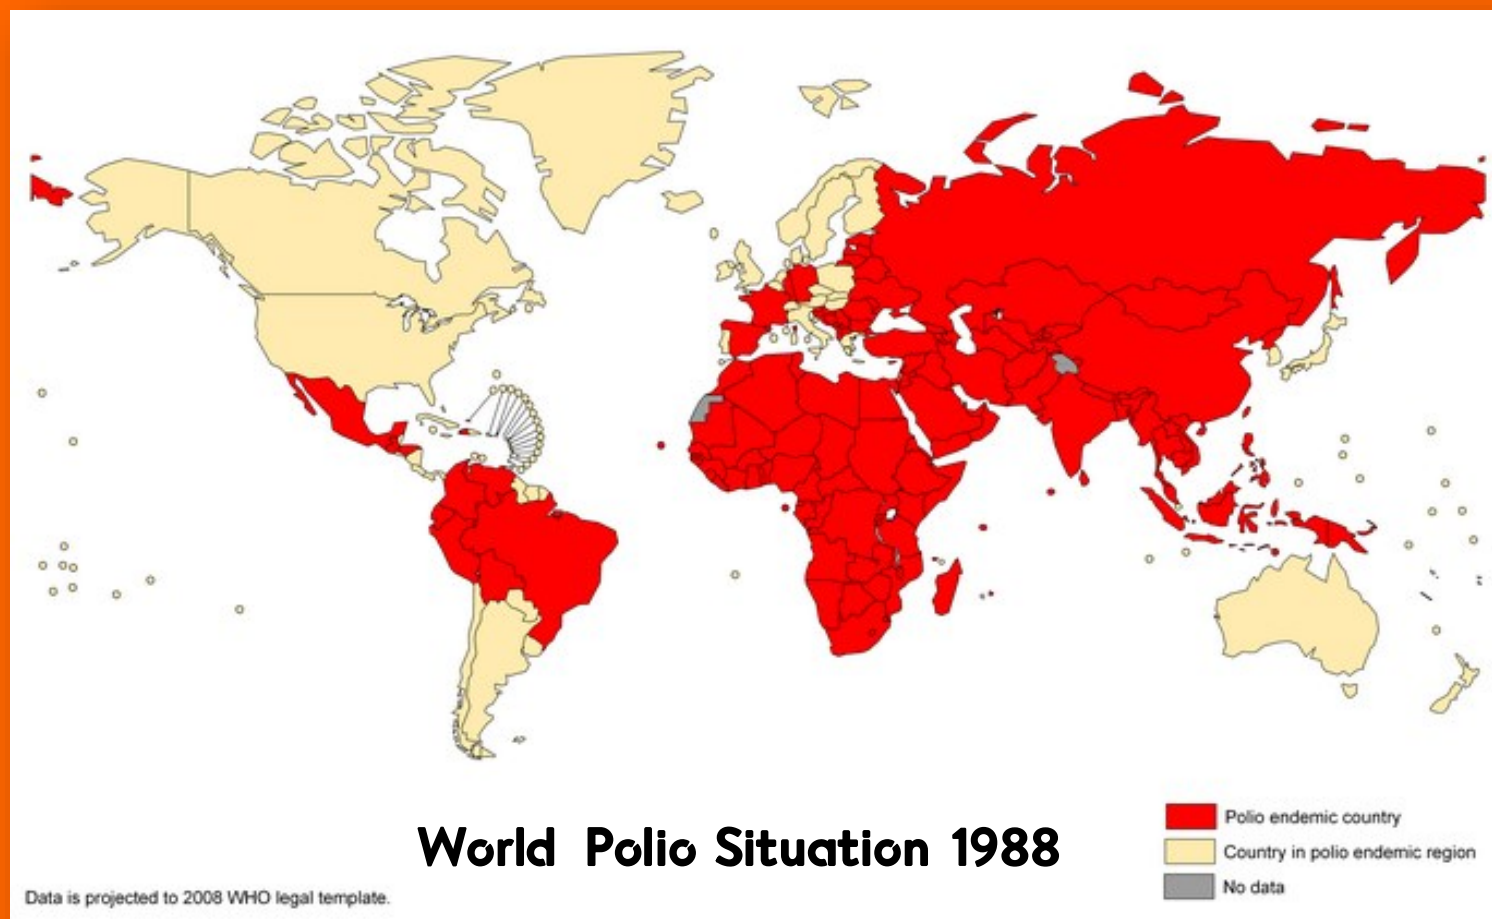 World Polio Situation 1988
Polio endemic country
Country in polio endemic region
No data
Data is projected to 2008 WHO legal template.